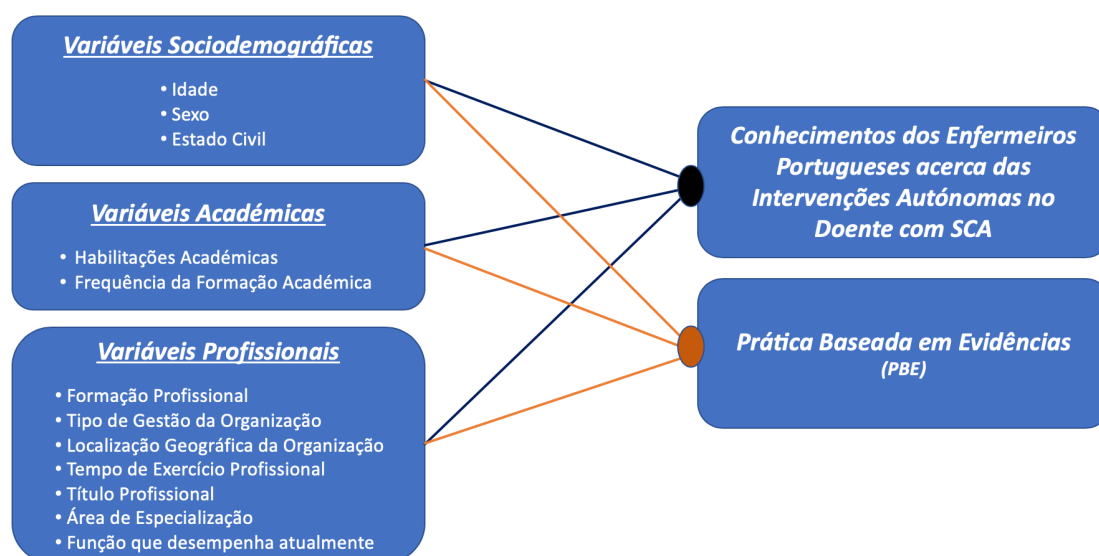 Variáveis Sociodemográficas
• Idade
• Sexo
• Estado Civil
Variáveis Académicas
• Habilitações Académicas
• Frequência da Formação Académica
Variáveis Profissionais
• Formação Profissional
• Tipo de Gestão da Organização
• Localização Geográfica da Organização
• Tempo de Exercício Profissional
• Título Profissional
• Área de Especialização
• Função que desempenha atualmente
Conhecimentos dos Enfermeiros
Portugueses acerca das
Intervenções Autónomas no
Doente com SCA
Prática Baseada em Evidências
(PBE)